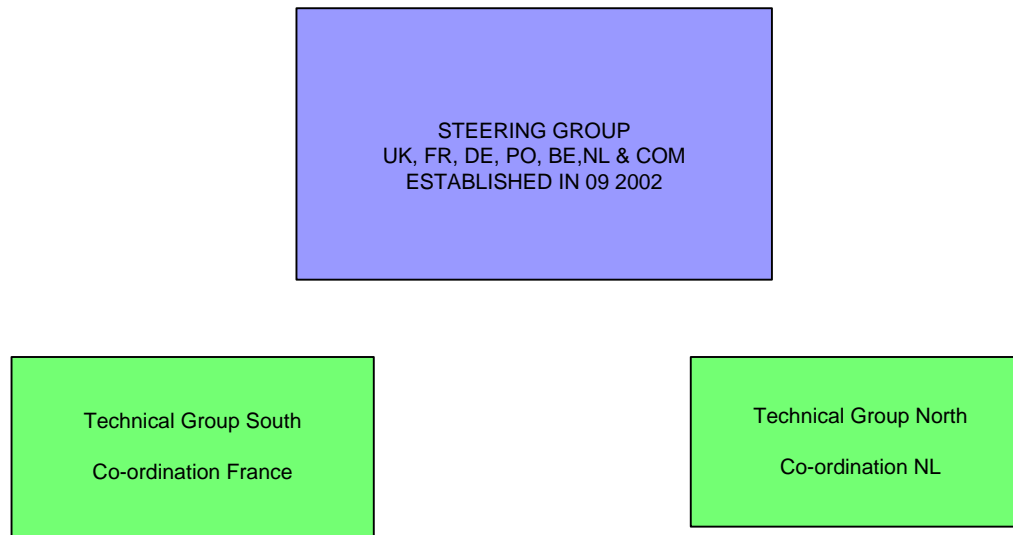 STEERING GROUP
UK, FR, DE, PO, BE,NL & COM
ESTABLISHED IN 09 2002
Technical Group South
Co-ordination France
Technical Group North
Co-ordination NL